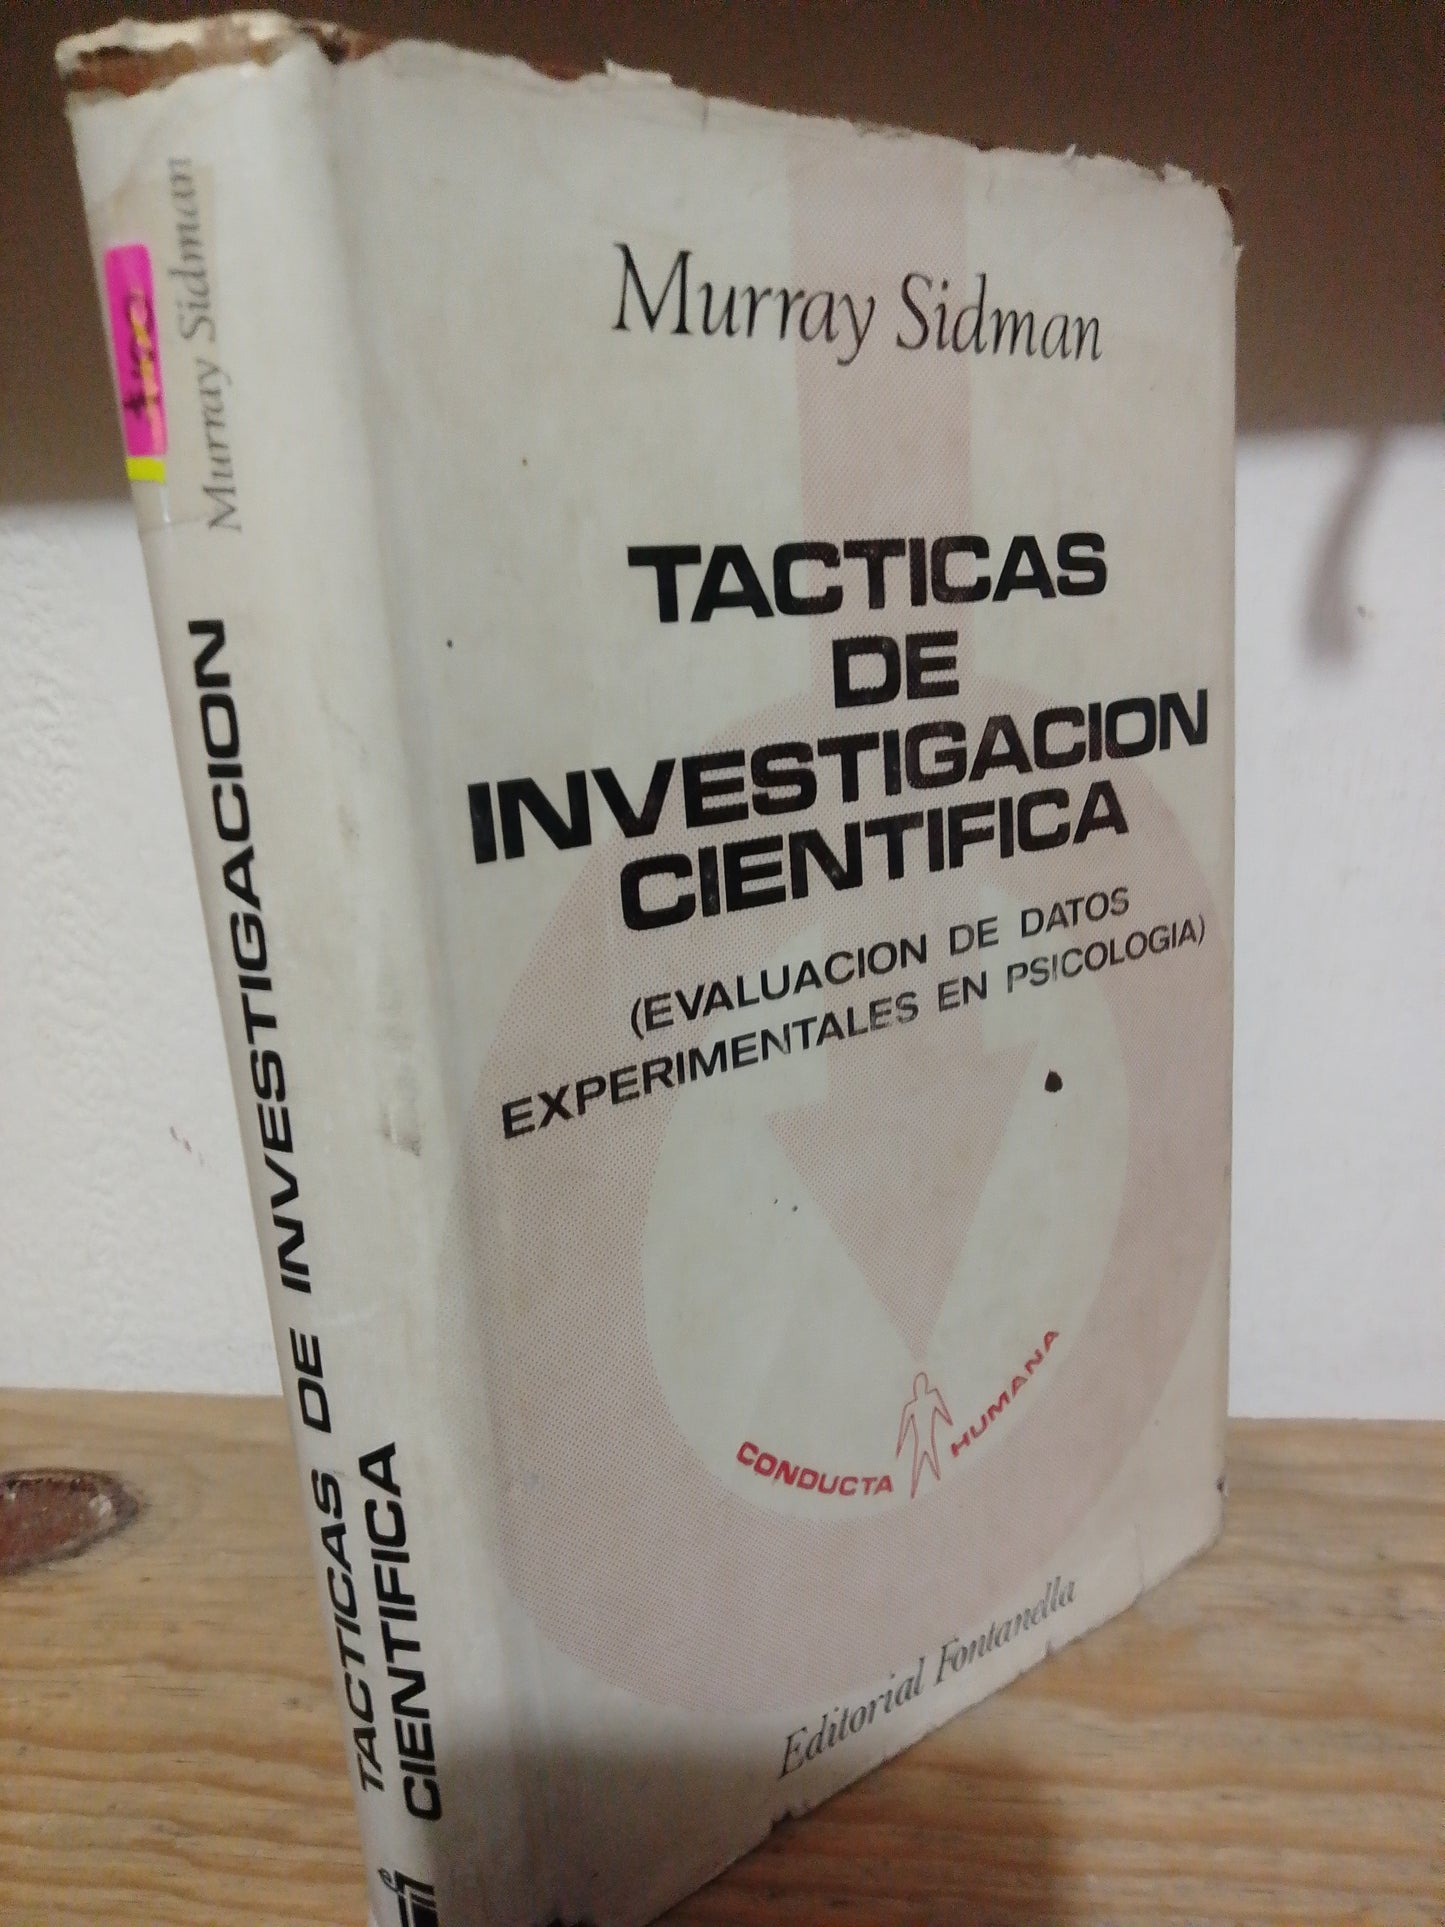 Murray Sidman
TACTICAS
DE
INVESTIGACION
CIENTIFICA
(EVALUACION DE DATOS
EXPERIMENTALES EN PSICOLOGIA)
CONDUCTA HUMANA
Editorial Fontanella
Murray Sidman
TACTICAS DE INVESTIGACION
CIENTIFICA